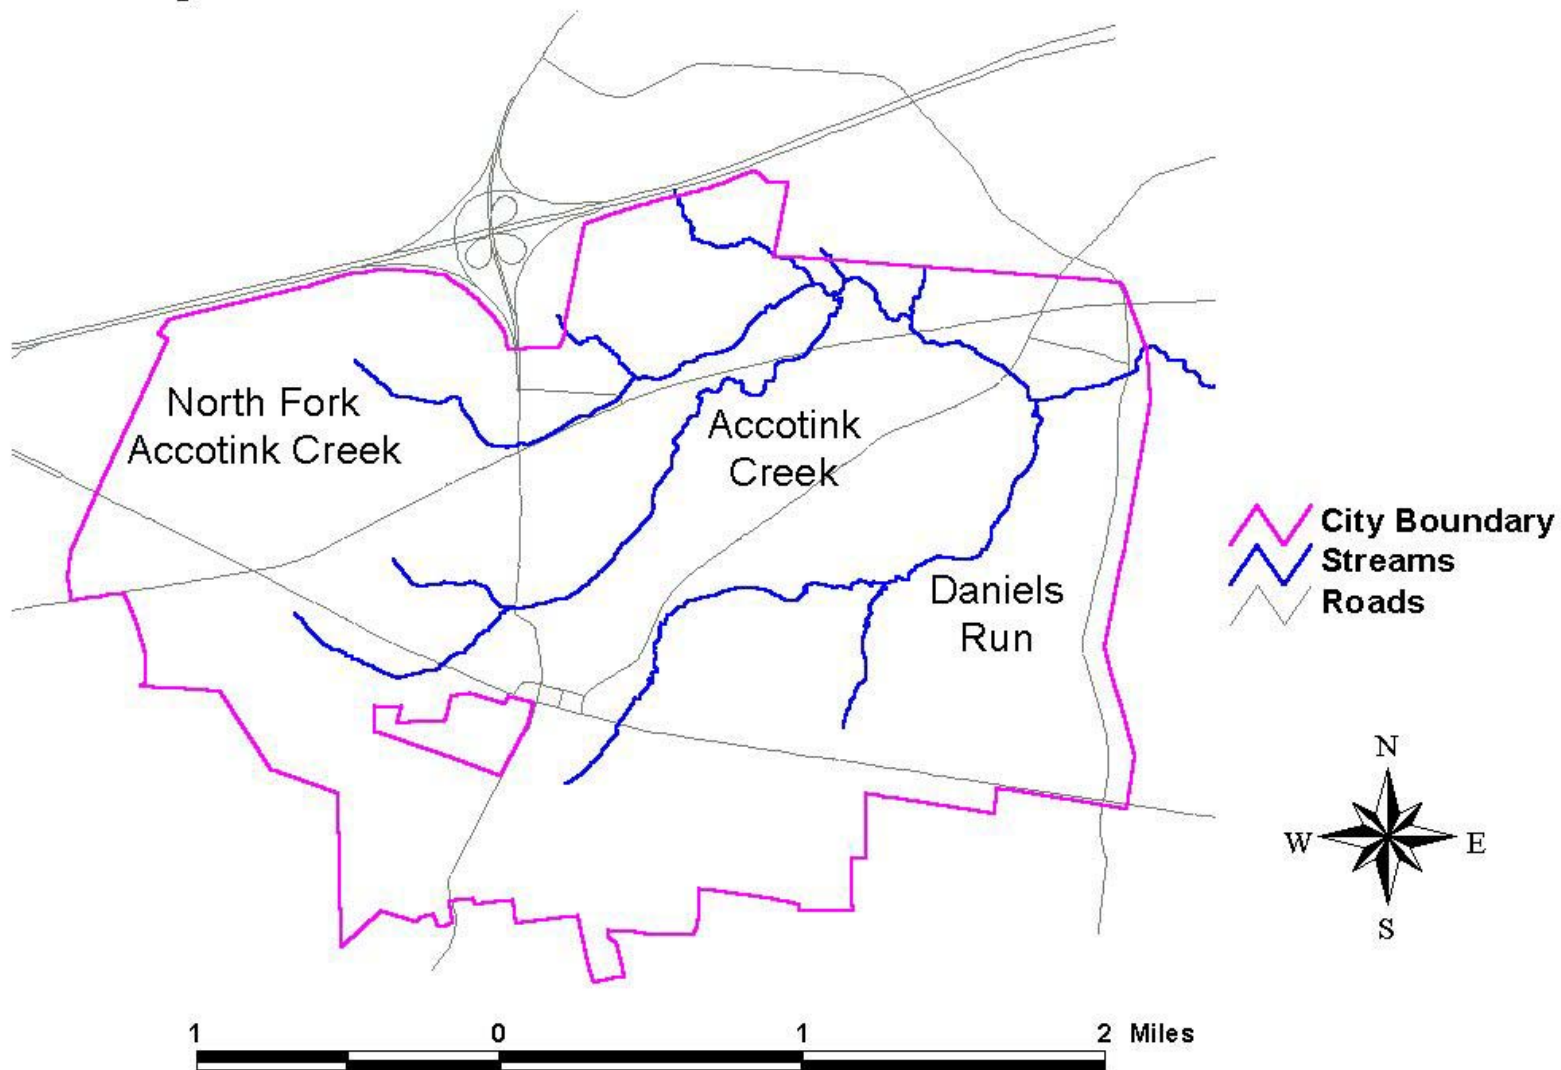 North Fork
Accotink Creek
Accotink
Creek
Daniels
Run
City Boundary
Streams
Roads
N
W E
S
1 0 1 2 Miles